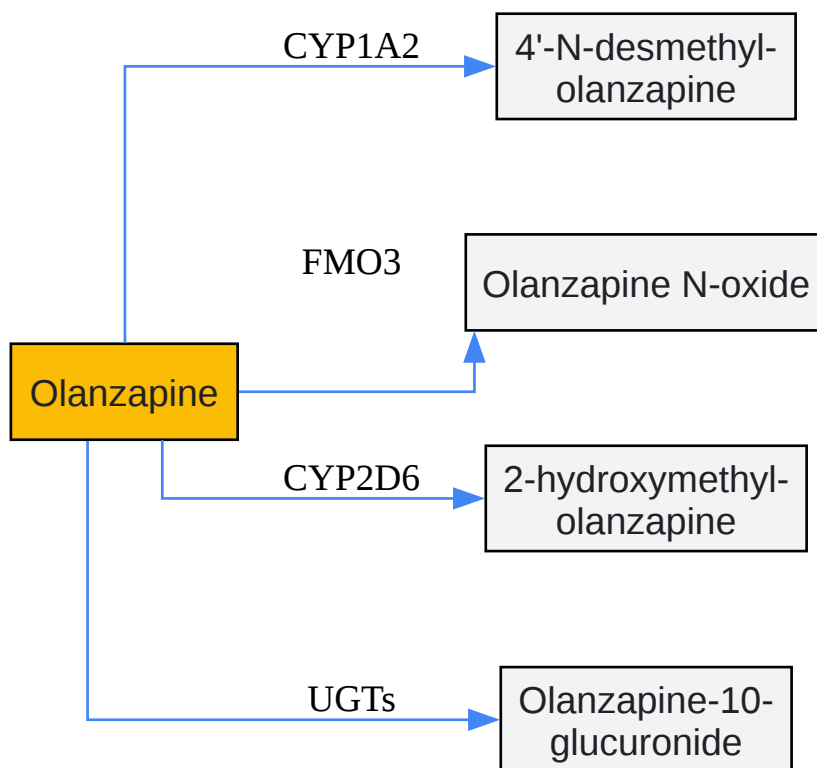 CYP1A2
4'-N-desmethyl-
olanzapine
FMO3
Olanzapine N-oxide
Olanzapine
CYP2D6
2-hydroxymethyl-
olanzapine
UGTs
Olanzapine-10-
glucuronide